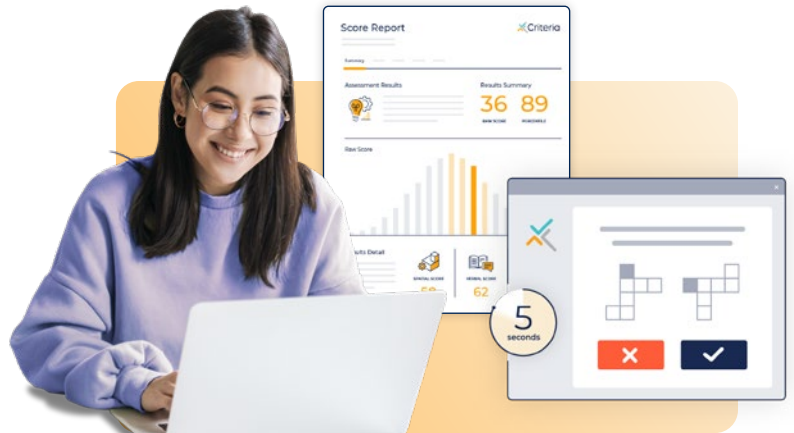 Score Report
Criteria
Summary
Assessment Results
Results Summary
36 89
RAW SCORE PERCENTILE
Raw Score
Detail
SPATIAL SCORE
VERBAL SCORE
62
5
seconds